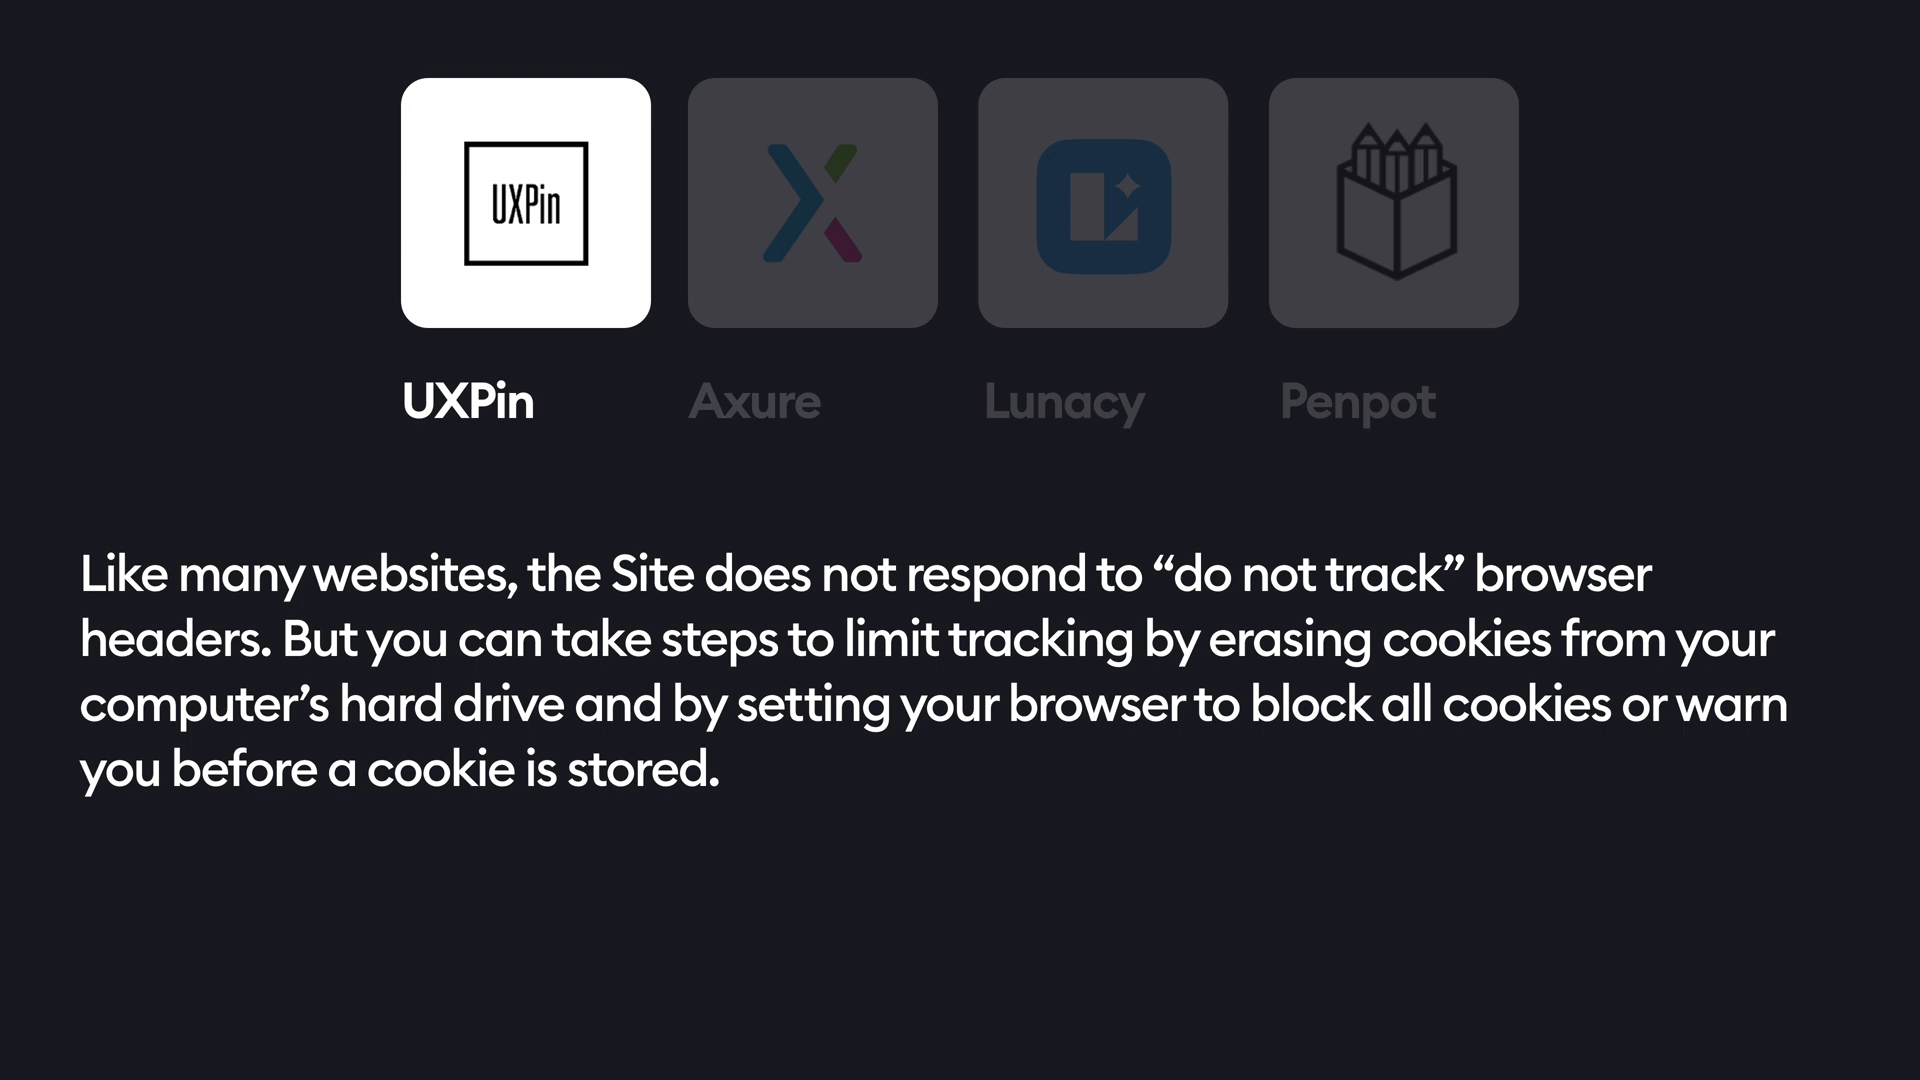 UXPin
UXPin
Axure
Lunacy
Penpot
Like many websites, the Site does not respond to “do not track” browser
headers. But you can take steps to limit tracking by erasing cookies from your
computer’s hard drive and by setting your browser to block all cookies or warn
you before a cookie is stored.